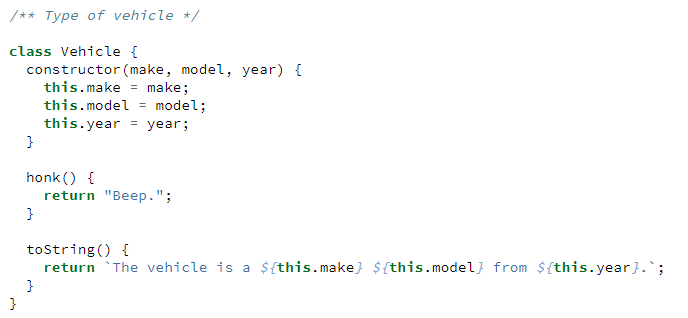 /** Type of vehicle */
class Vehicle {
constructor(make, model, year) {
this.make = make;
this.model = model;
this.year = year;
}
honk() {
return "Beep.";
}
toString() {
return `The vehicle is a ${this.make} ${this.model} from ${this.year}.`;
}
}